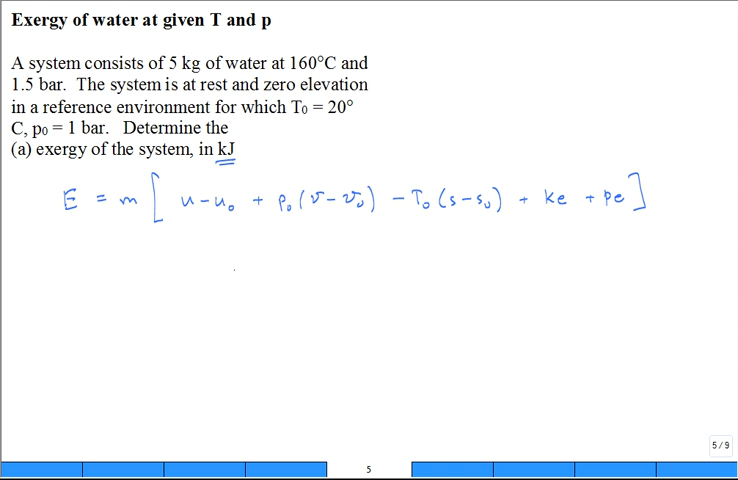 Exergy of water at given T and p
A system consists of 5 kg of water at 160°C and
1.5 bar.  The system is at rest and zero elevation
in a reference environment for which T₀ = 20°
C, p₀ = 1 bar.  Determine the
(a) exergy of the system, in kJ
E = m [ u - u₀ + p₀ (v - v₀) - T₀ (s - s₀) + ke + pe ]
5 / 9
5